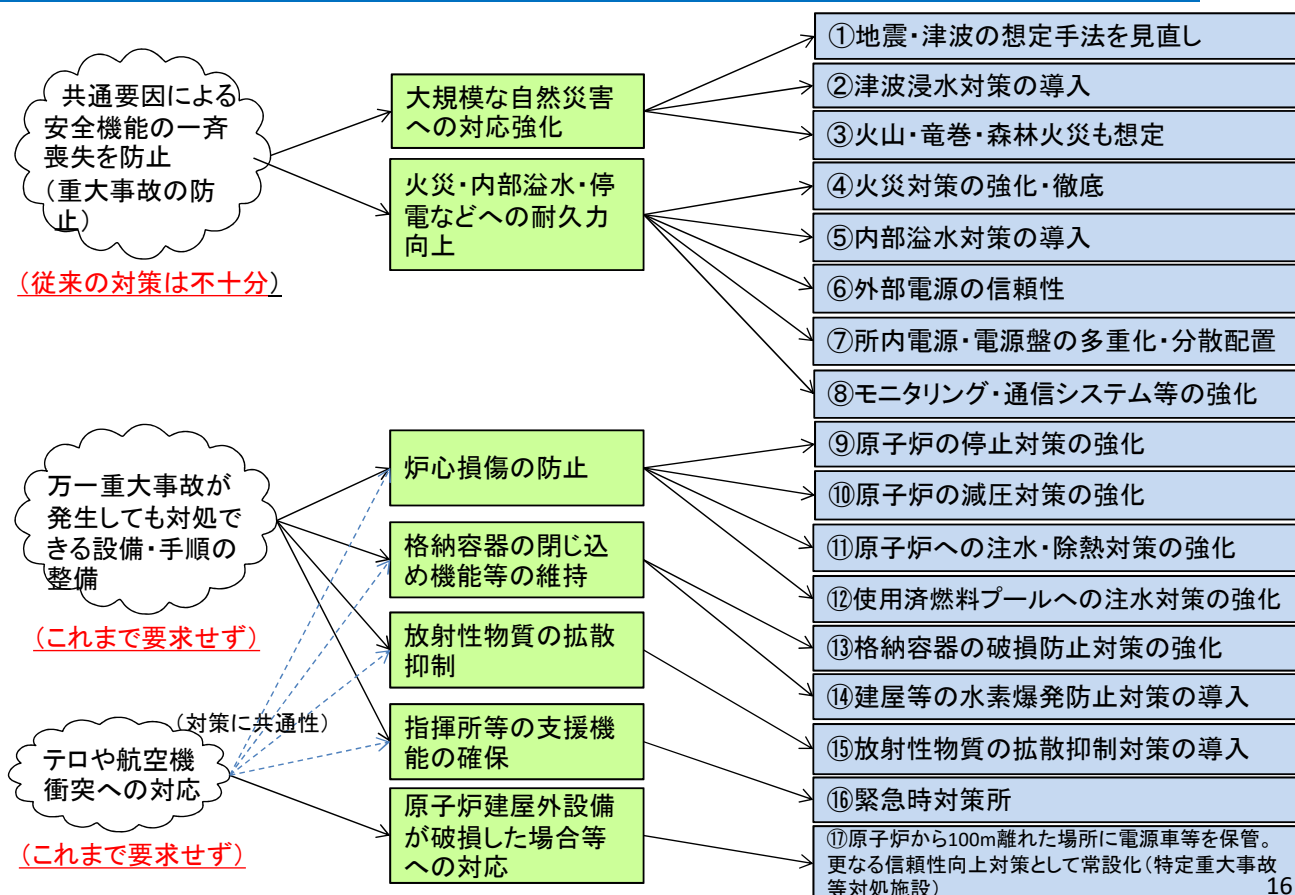 共通要因による
安全機能の一斉
喪失を防止
(重大事故の防
止)
(従来の対策は不十分)
万一重大事故が
発生しても対処で
きる設備・手順の
整備
(これまで要求せず)
(対策に共通性)
テロや航空機
衝突への対応
(これまで要求せず)
大規模な自然災害
への対応強化
火災・内部溢水・停
電などへの耐久力
向上
炉心損傷の防止
格納容器の閉じ込
め機能等の維持
放射性物質の拡散
抑制
指揮所等の支援機
能の確保
原子炉建屋外設備
が破損した場合等
への対応
①地震・津波の想定手法を見直し
②津波浸水対策の導入
③火山・竜巻・森林火災も想定
④火災対策の強化・徹底
⑤内部溢水対策の導入
⑥外部電源の信頼性
⑦所内電源・電源盤の多重化・分散配置
⑧モニタリング・通信システム等の強化
⑨原子炉の停止対策の強化
⑩原子炉の減圧対策の強化
⑪原子炉への注水・除熱対策の強化
⑫使用済燃料プールへの注水対策の強化
⑬格納容器の破損防止対策の強化
⑭建屋等の水素爆発防止対策の導入
⑮放射性物質の拡散抑制対策の導入
⑯緊急時対策所
⑰原子炉から100m離れた場所に電源車等を保管。
更なる信頼性向上対策として常設化(特定重大事故
等対処施設)
16